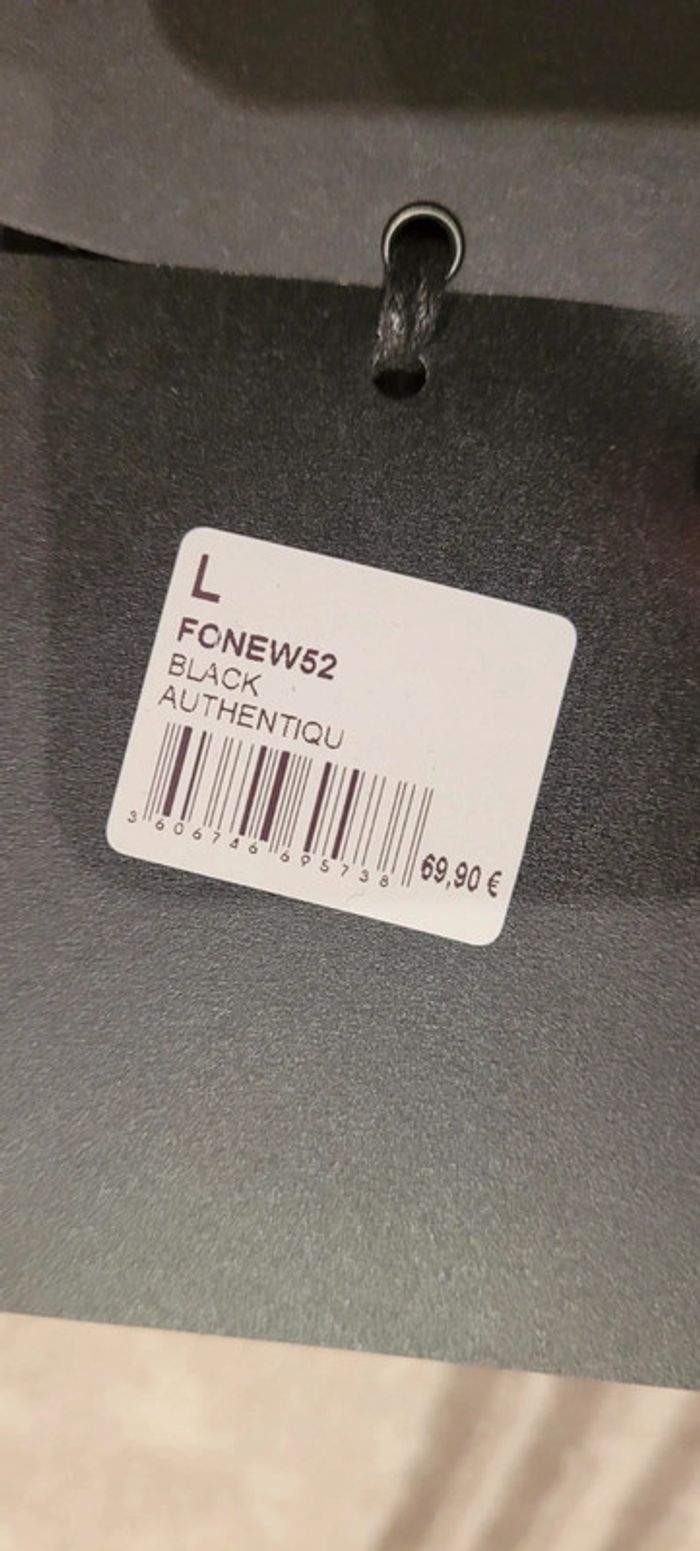 L
FONEW52
BLACK
AUTHENTIQU
3 606746 695738
69,90 €